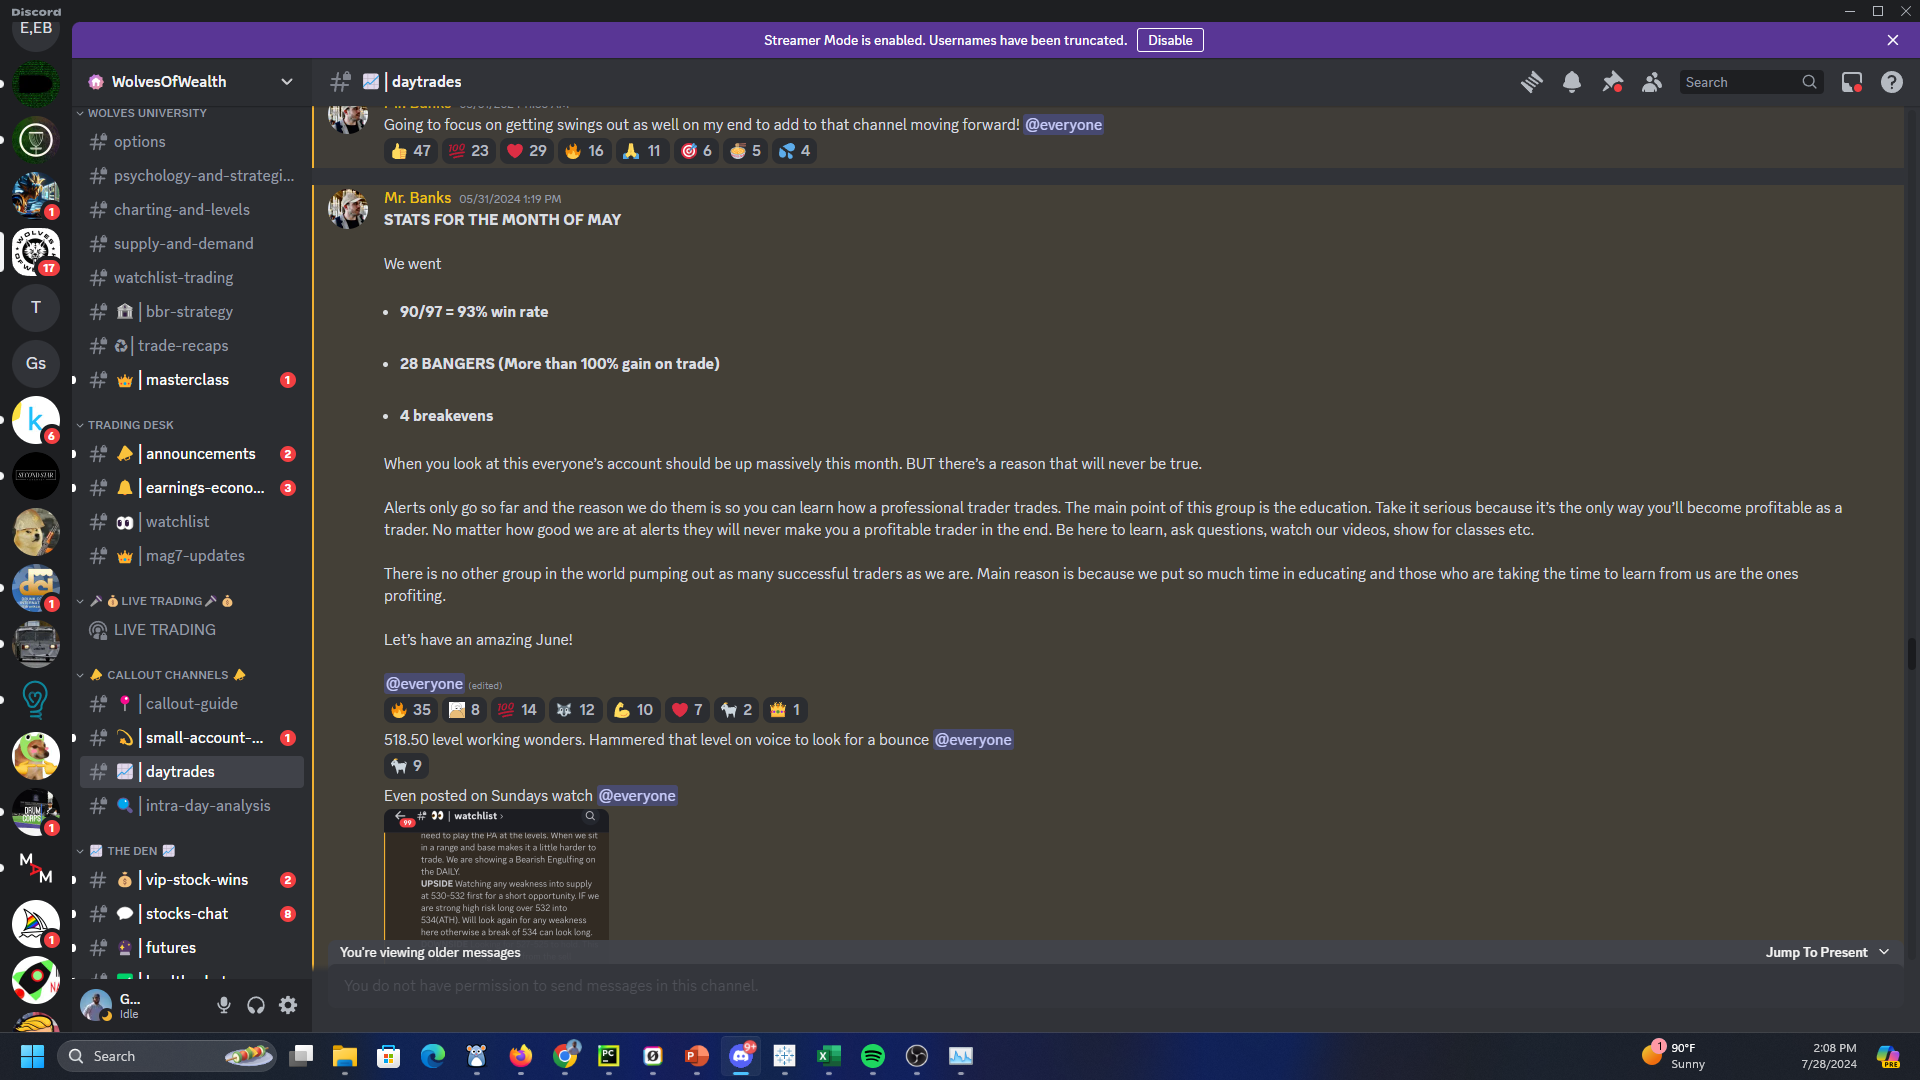 Discord
E,EB
Streamer Mode is enabled. Usernames have been truncated.
Disable
WolvesOfWealth
| daytrades
Search
WOLVES UNIVERSITY
options
psychology-and-strategi...
charting-and-levels
supply-and-demand
watchlist-trading
| bbr-strategy
| trade-recaps
| masterclass
1
TRADING DESK
| announcements
2
| earnings-econo...
3
| watchlist
| mag7-updates
LIVE TRADING
LIVE TRADING
CALLOUT CHANNELS
| callout-guide
| small-account-...
1
| daytrades
| intra-day-analysis
THE DEN
| vip-stock-wins
2
| stocks-chat
8
| futures
1
17
T
Gs
k
6
SECOND STAR
dci
1
DRUM CORPS
1
M A M
1
G...
Idle
Going to focus on getting swings out as well on my end to add to that channel moving forward! @everyone
47 23 29 16 11 6 5 4
Mr. Banks 05/31/2024 1:19 PM
STATS FOR THE MONTH OF MAY
We went
• 90/97 = 93% win rate
• 28 BANGERS (More than 100% gain on trade)
• 4 breakevens
When you look at this everyone’s account should be up massively this month. BUT there’s a reason that will never be true.
Alerts only go so far and the reason we do them is so you can learn how a professional trader trades. The main point of this group is the education. Take it serious because it’s the only way you’ll become profitable as a
trader. No matter how good we are at alerts they will never make you a profitable trader in the end. Be here to learn, ask questions, watch our videos, show for classes etc.
There is no other group in the world pumping out as many successful traders as we are. Main reason is because we put so much time in educating and those who are taking the time to learn from us are the ones
profiting.
Let’s have an amazing June!
@everyone (edited)
35 8 14 12 10 7 2 1
518.50 level working wonders. Hammered that level on voice to look for a bounce @everyone
9
Even posted on Sundays watch @everyone
99
# | watchlist ›
need to play the PA at the levels. When we sit
in a range and base makes it a little harder to
trade. We are showing a Bearish Engulfing on
the DAILY.
UPSIDE Watching any weakness into supply
at 530-532 first for a short opportunity. IF we
are strong high risk long over 532 into
534(ATH). Will look again for any weakness
here otherwise a break of 534 can look long.
You're viewing older messages
Jump To Present
You do not have permission to send messages in this channel.
Search
9+
1
90°F
Sunny
2:08 PM
7/28/2024
PRE